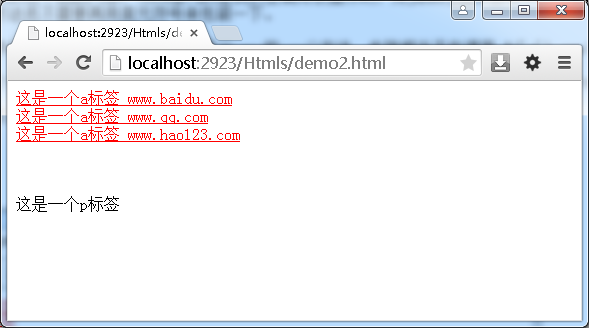 localhost:2923/Htmls/de
localhost:2923/Htmls/demo2.html
这是一个a标签 www.baidu.com
这是一个a标签 www.qq.com
这是一个a标签 www.hao123.com
这是一个p标签